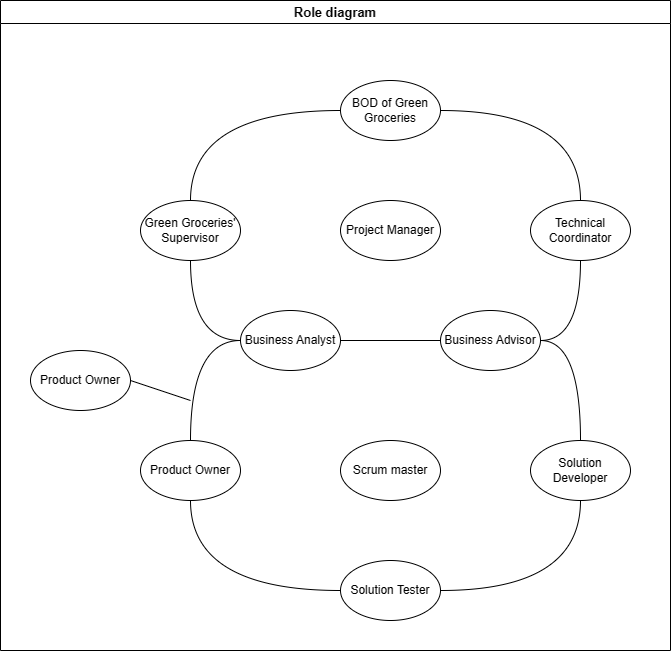 Role diagram
BOD of Green
Groceries
Green Groceries'
Supervisor
Project Manager
Technical
Coordinator
Business Analyst
Business Advisor
Product Owner
Product Owner
Scrum master
Solution
Developer
Solution Tester